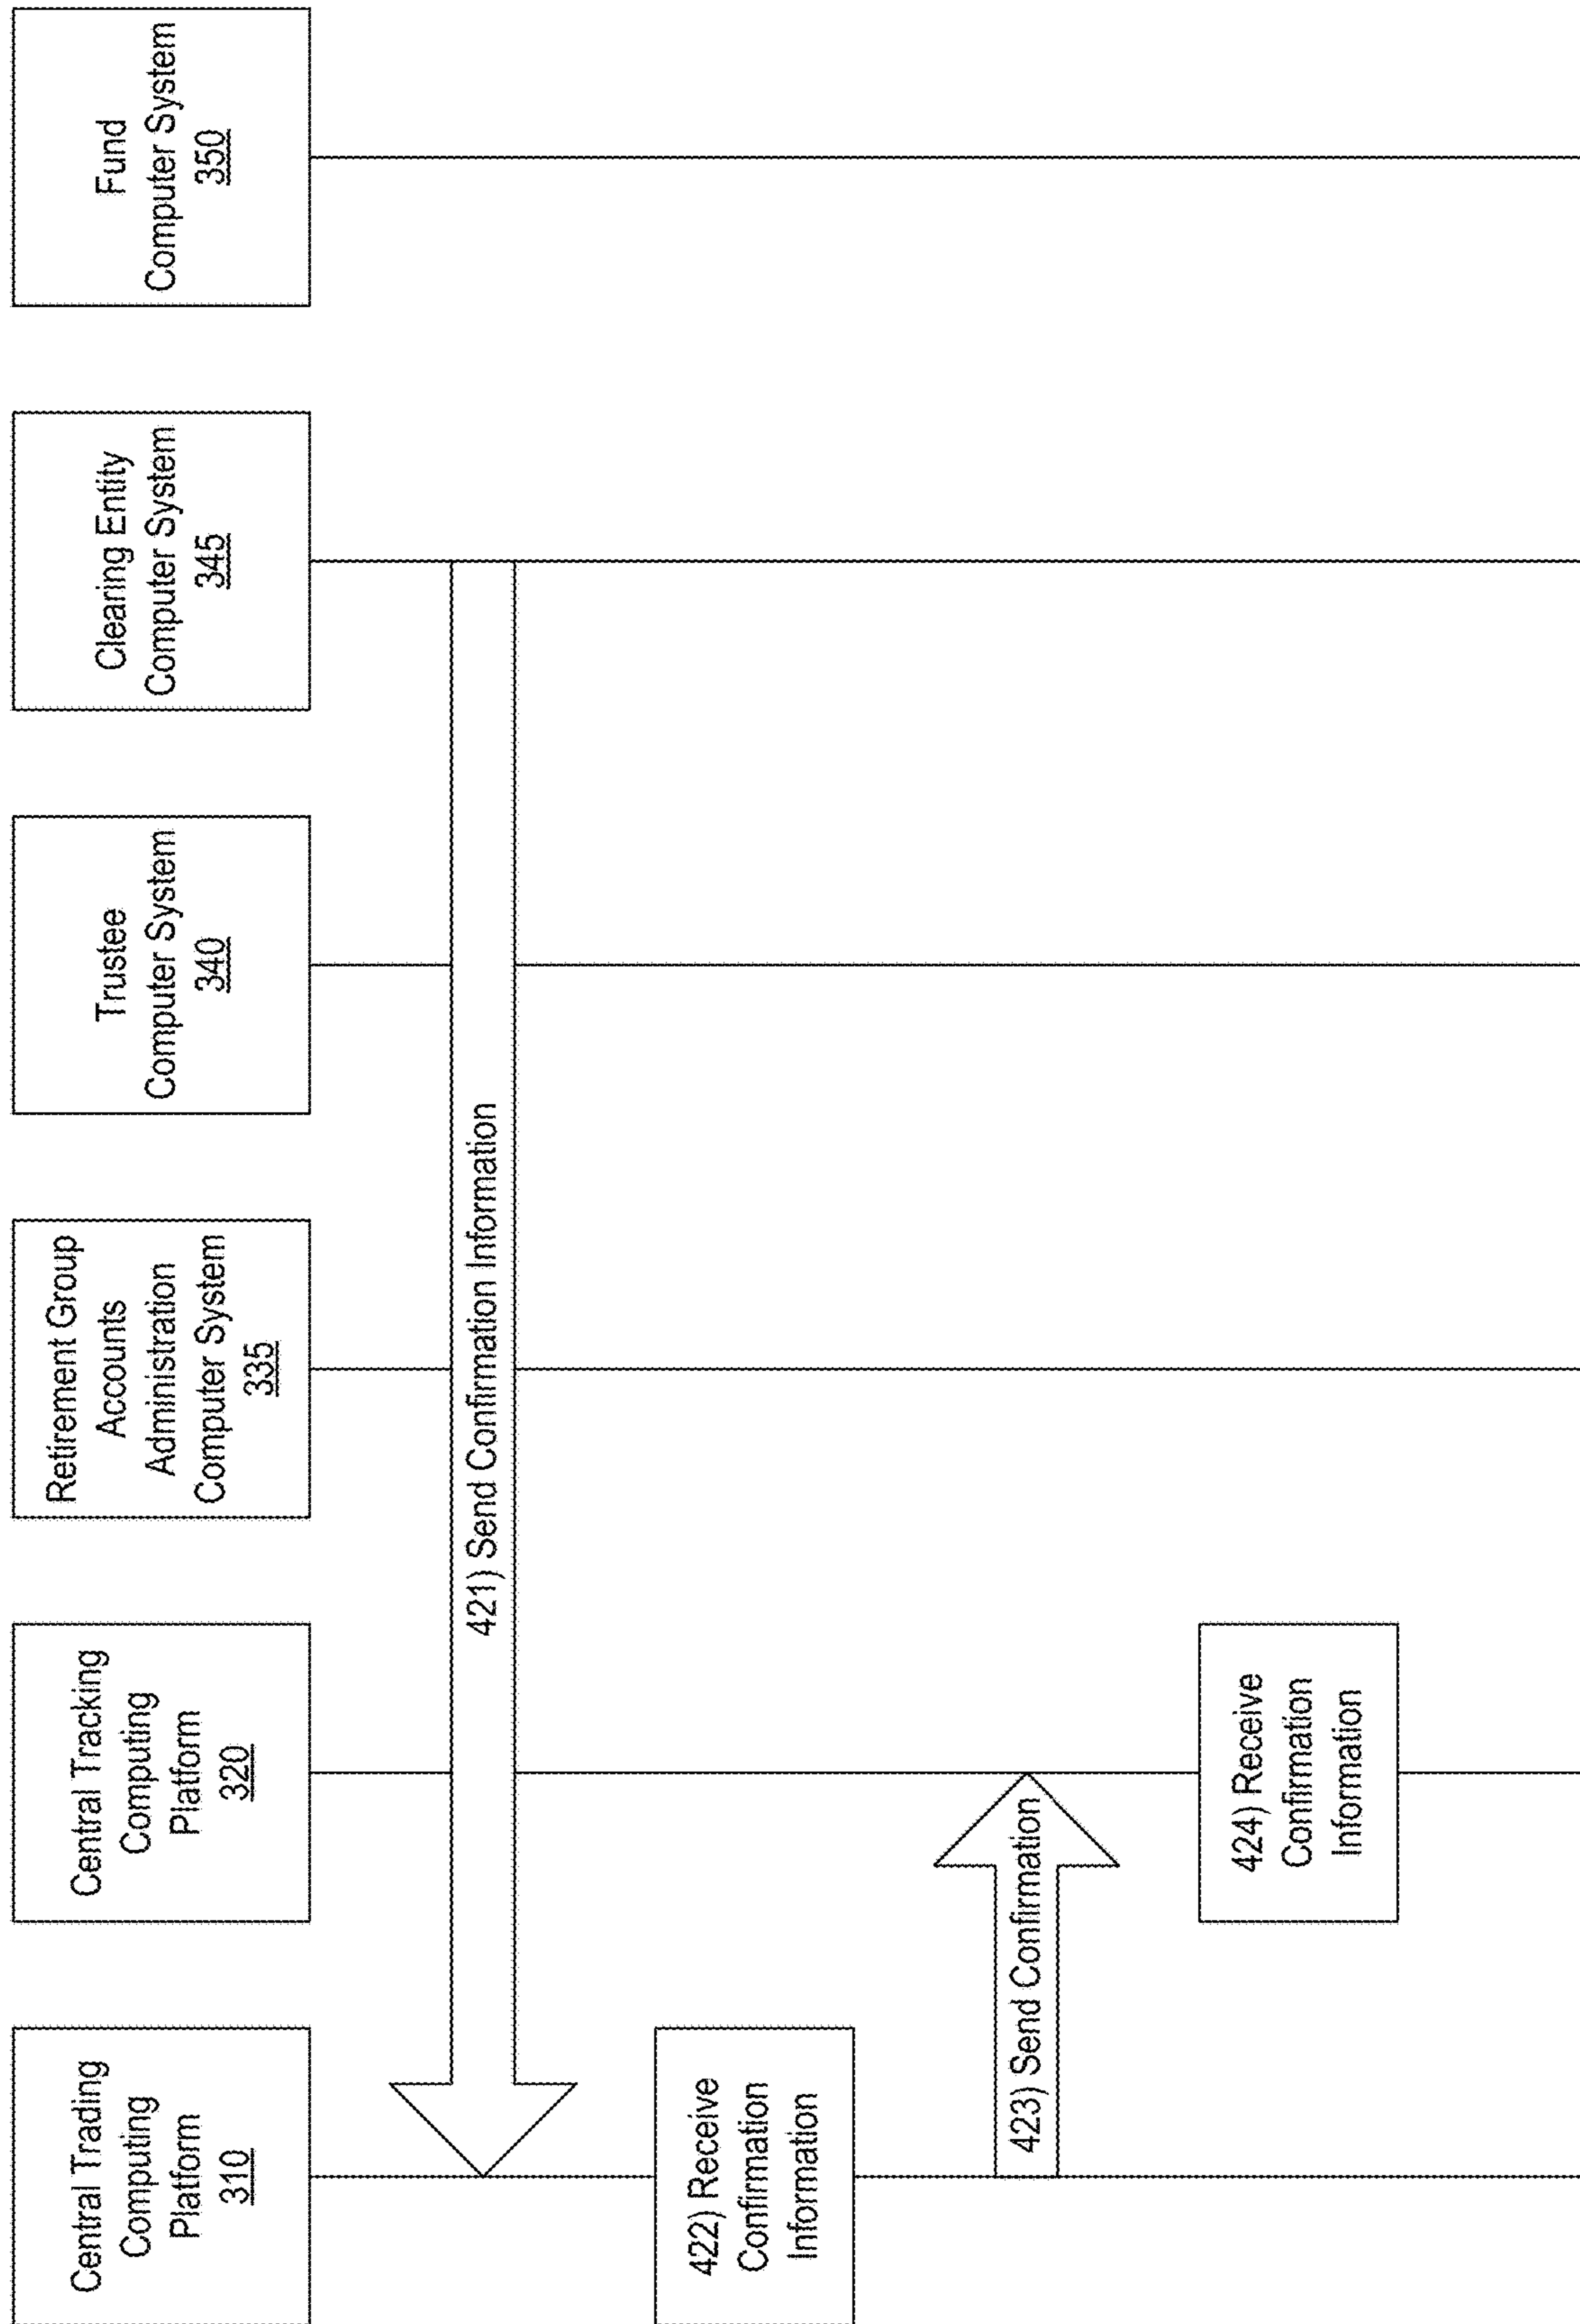 Central Trading
Computing
Platform
310
Central Tracking
Computing
Platform
320
Retirement Group
Accounts
Administration
Computer System
335
Trustee
Computer System
340
Clearing Entity
Computer System
345
Fund
Computer System
350
421) Send Confirmation Information
422) Receive
Confirmation
Information
423) Send Confirmation
424) Receive
Confirmation
Information